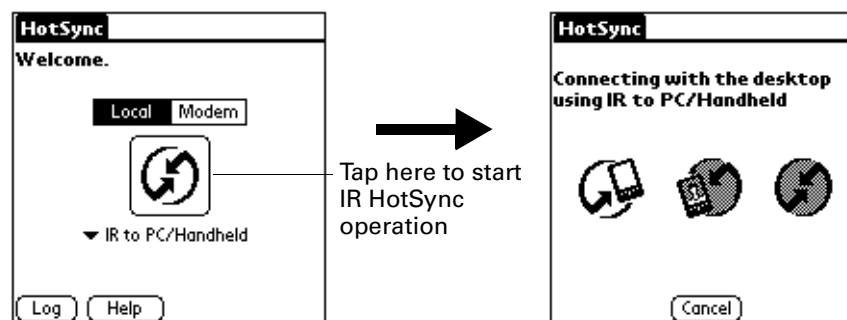 HotSync
Welcome.
Local Modem
IR to PC/Handheld
Log Help
Tap here to start
IR HotSync
operation
HotSync
Connecting with the desktop
using IR to PC/Handheld
Cancel